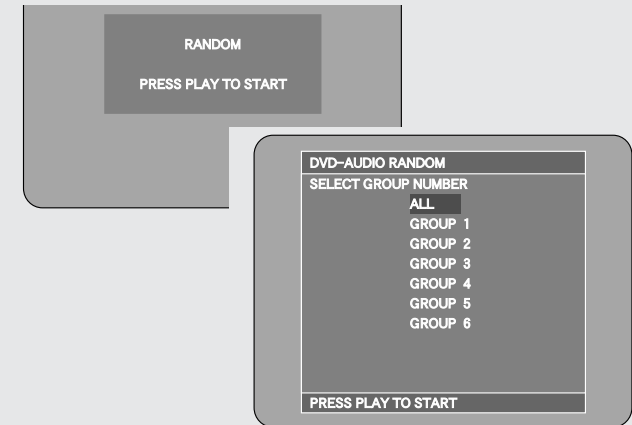 RANDOM
PRESS PLAY TO START
DVD-AUDIO RANDOM
SELECT GROUP NUMBER
ALL
GROUP 1
GROUP 2
GROUP 3
GROUP 4
GROUP 5
GROUP 6
PRESS PLAY TO START